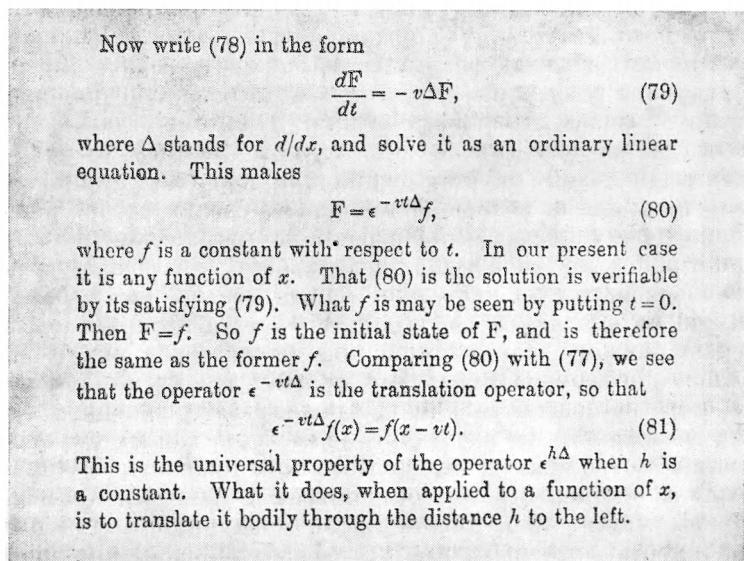 Now write (78) in the form
dF/dt = − vΔF, (79)
where Δ stands for d/dx, and solve it as an ordinary linear
equation. This makes
F = ϵ^{−vtΔ}f, (80)
where f is a constant with espect to t. In our present case
it is any function of x. That (80) is the solution is verifiable
by its satisfying (79). What f is may be seen by putting t = 0.
Then F = f. So f is the initial state of F, and is therefore
the same as the former f. Comparing (80) with (77), we see
that the operator ϵ^{−vtΔ} is the translation operator, so that
ϵ^{−vtΔ}f(x) = f(x − vt). (81)
This is the universal property of the operator ϵ^{hΔ} when h is
a constant. What it does, when applied to a function of x,
is to translate it bodily through the distance h to the left.